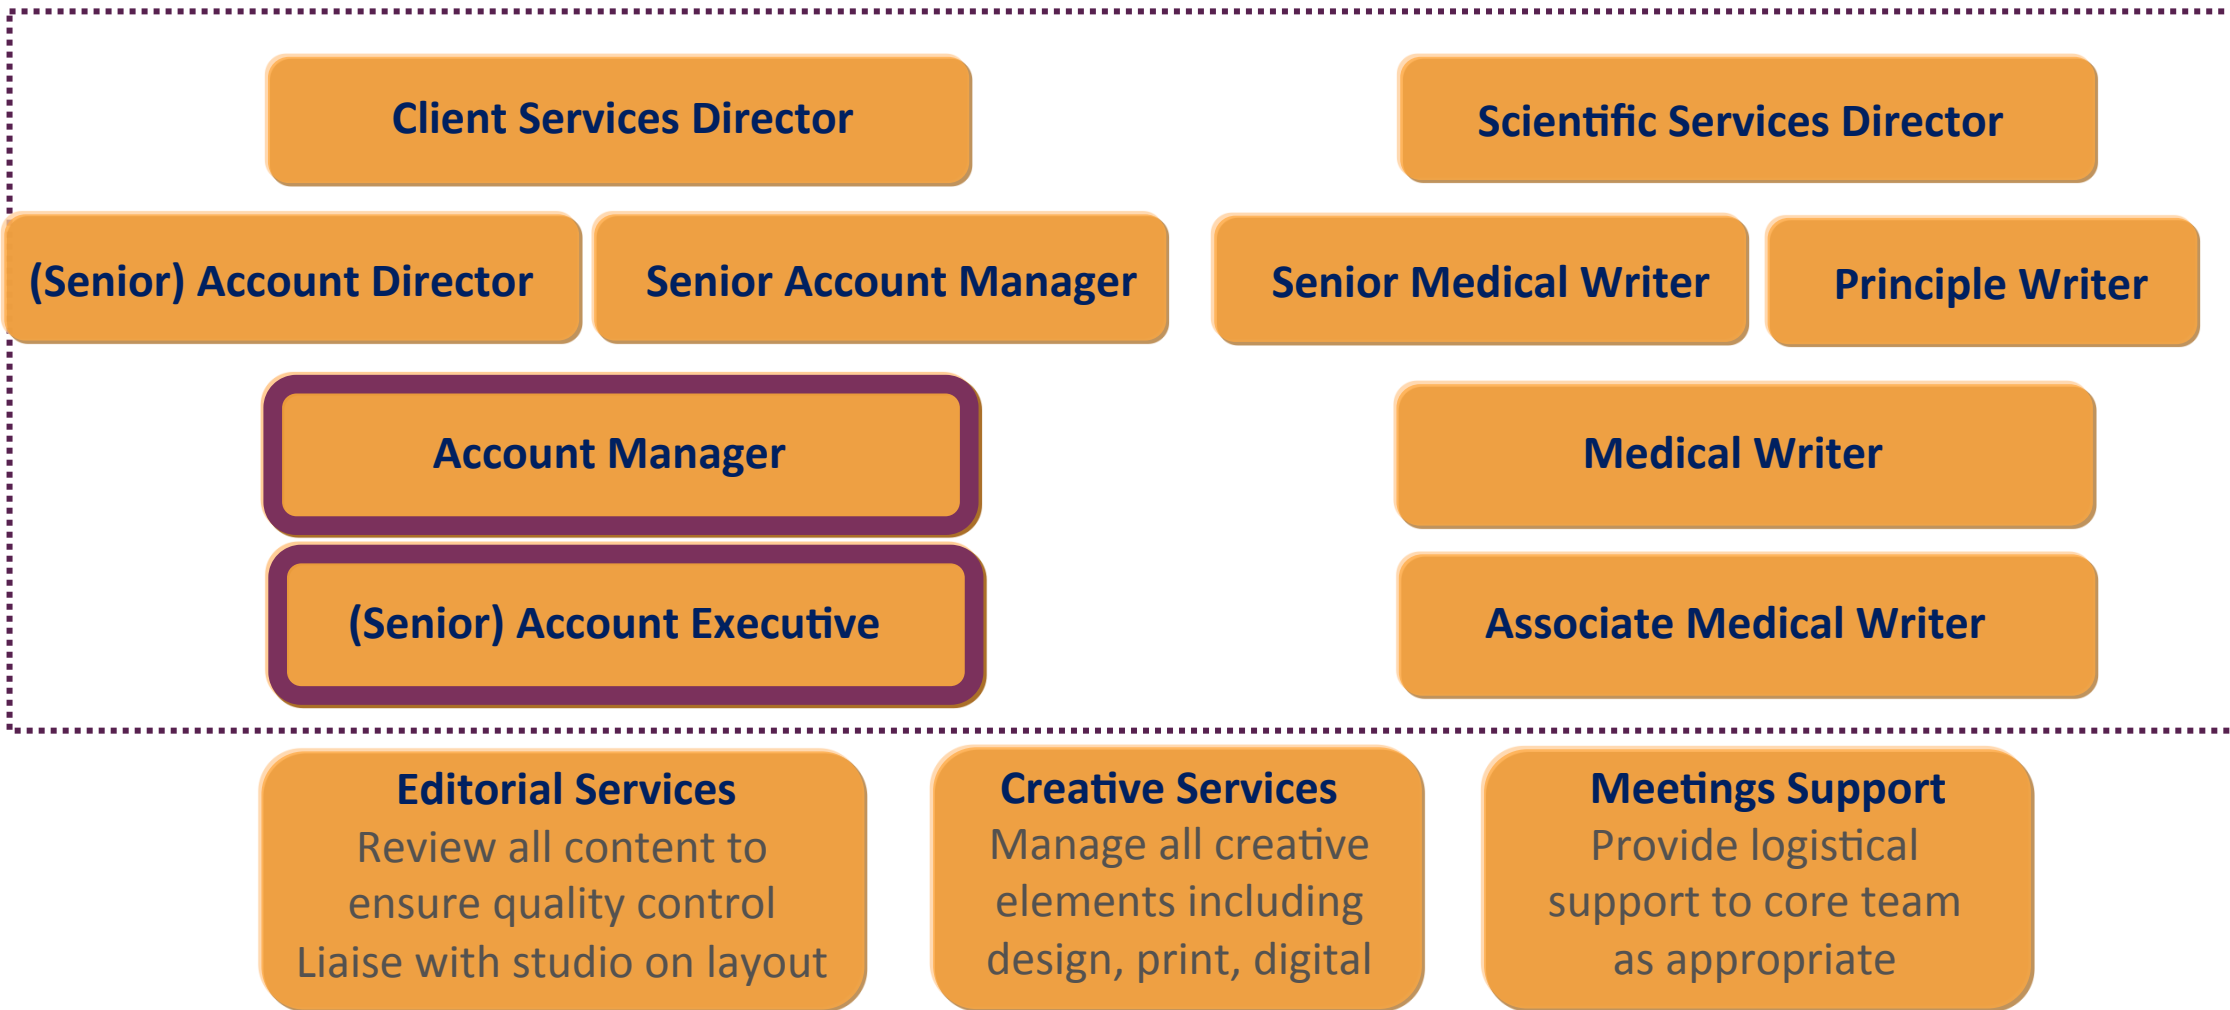 Client Services Director
Scientific Services Director
(Senior) Account Director
Senior Account Manager
Senior Medical Writer
Principle Writer
Account Manager
Medical Writer
(Senior) Account Executive
Associate Medical Writer
Editorial Services
Review all content to
ensure quality control
Liaise with studio on layout
Creative Services
Manage all creative
elements including
design, print, digital
Meetings Support
Provide logistical
support to core team
as appropriate